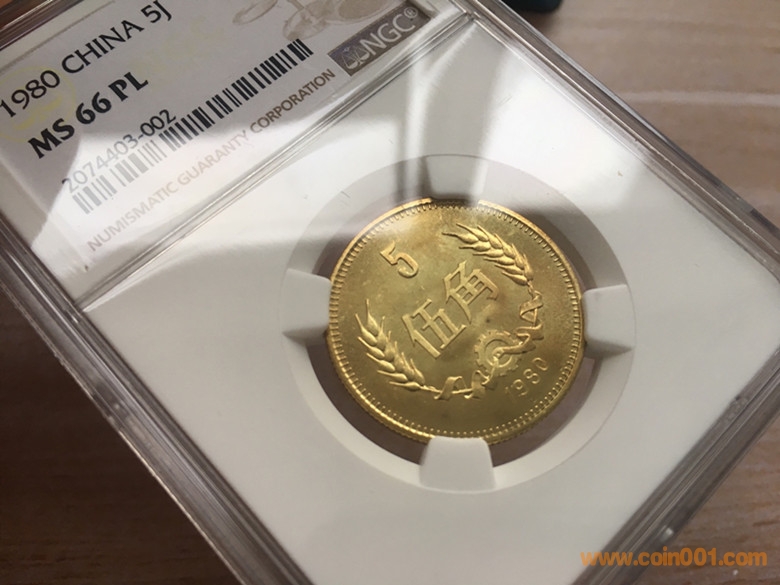 1980 CHINA 5J
MS 66 PL
2074403-002
NGC
NUMISMATIC GUARANTY CORPORATION
5
伍角
1980
www.coin001.com